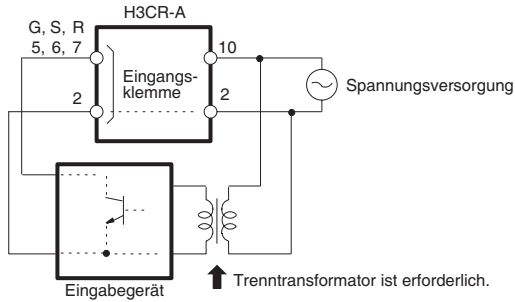 H3CR-A
G, S, R
5, 6, 7
10
Eingangs-
klemme
2
2
Spannungsversorgung
Eingabegerät
Trenntransformator ist erforderlich.